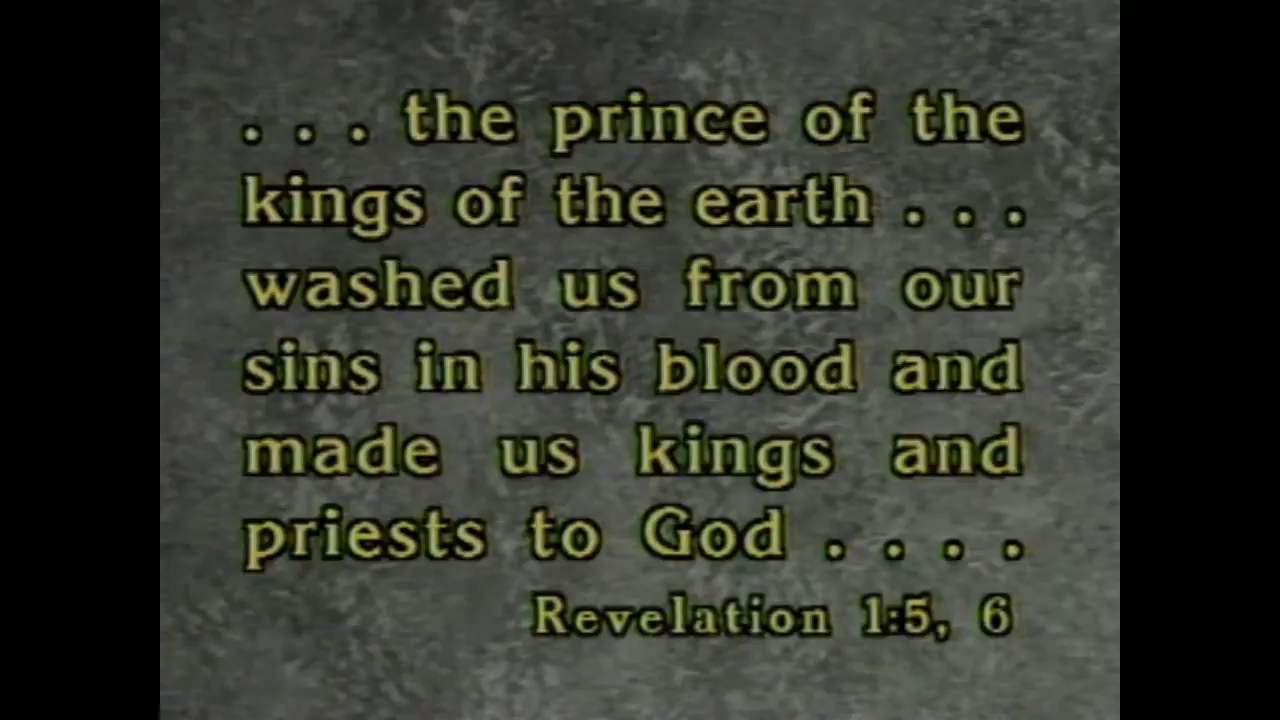 . . . the prince of the
kings of the earth . . .
washed us from our
sins in his blood and
made us kings and
priests to God . . . .
Revelation 1:5, 6